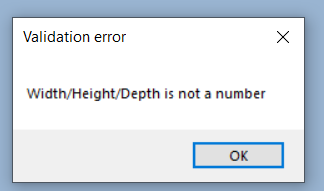 Validation error
Width/Height/Depth is not a number
OK